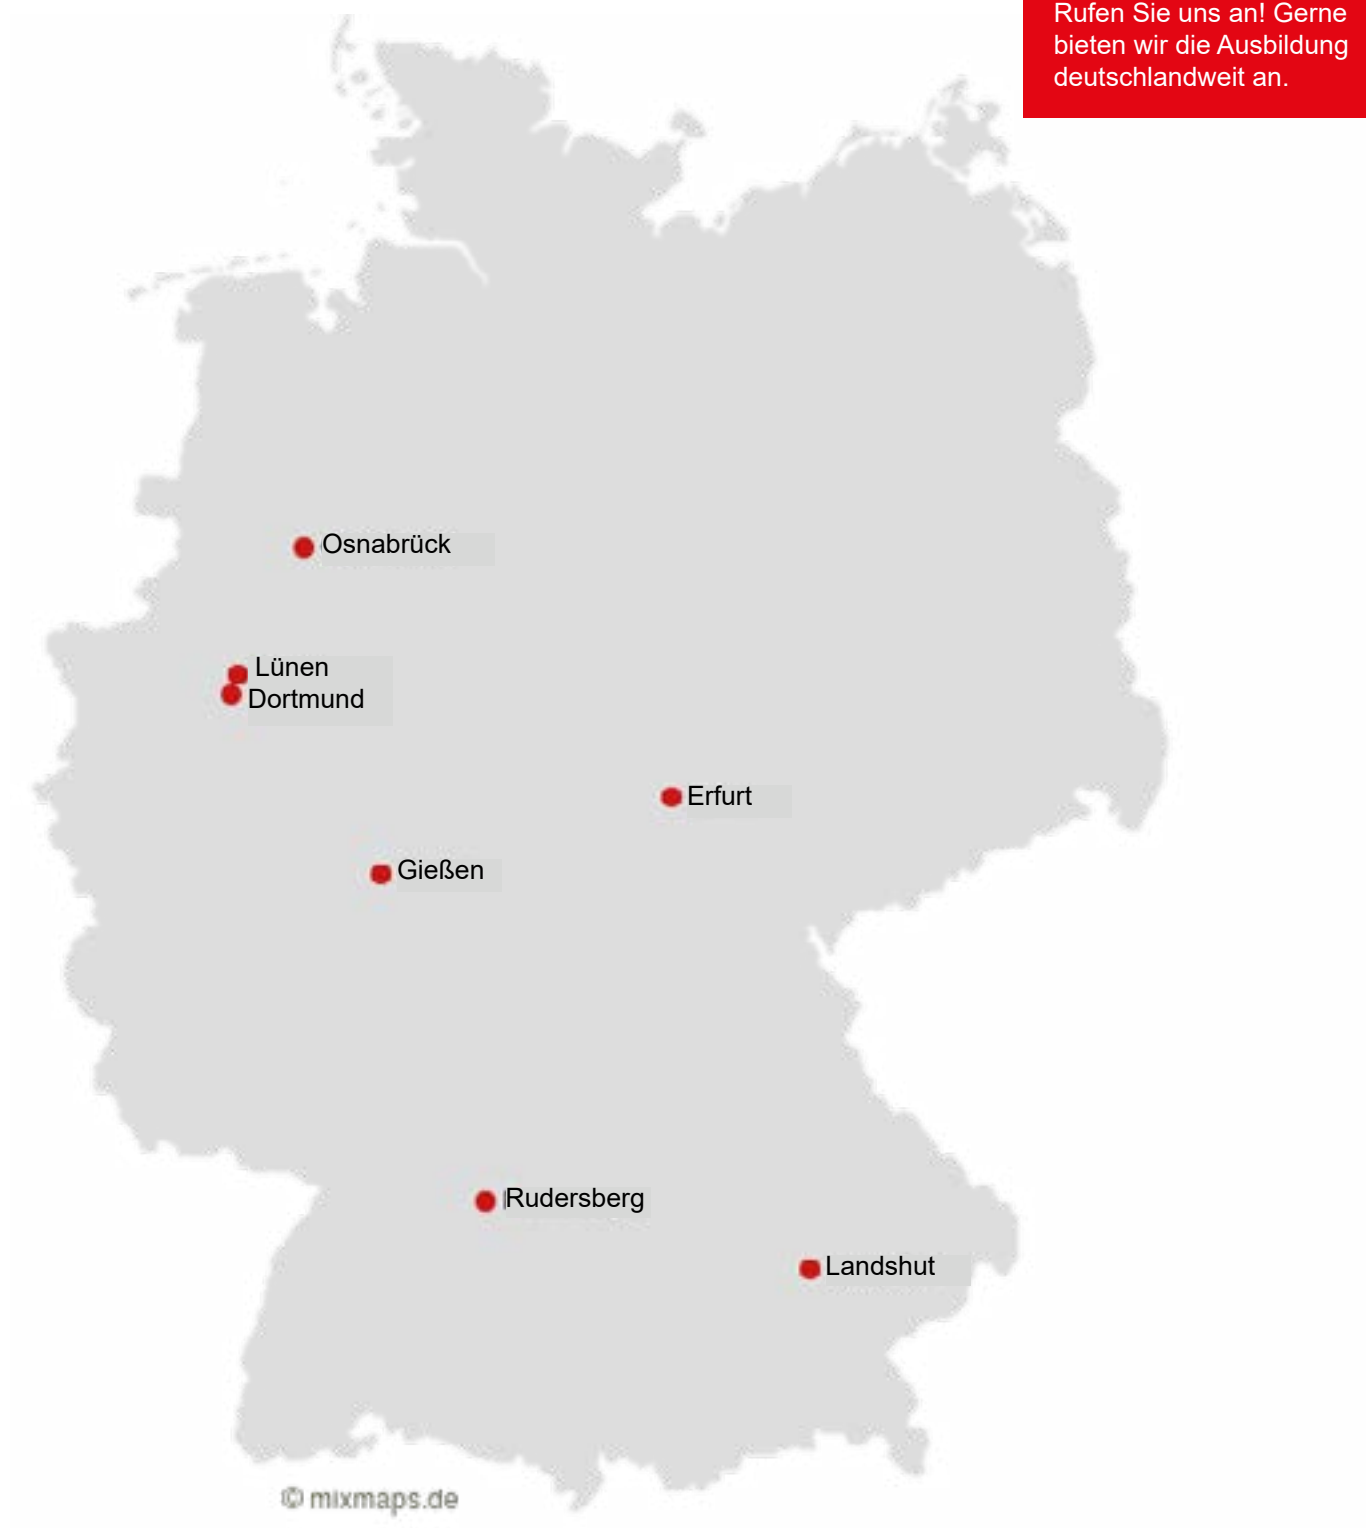 Rufen Sie uns an! Gerne
bieten wir die Ausbildung
deutschlandweit an.
Osnabrück
Lünen
Dortmund
Erfurt
Gießen
Rudersberg
Landshut
© mixmaps.de